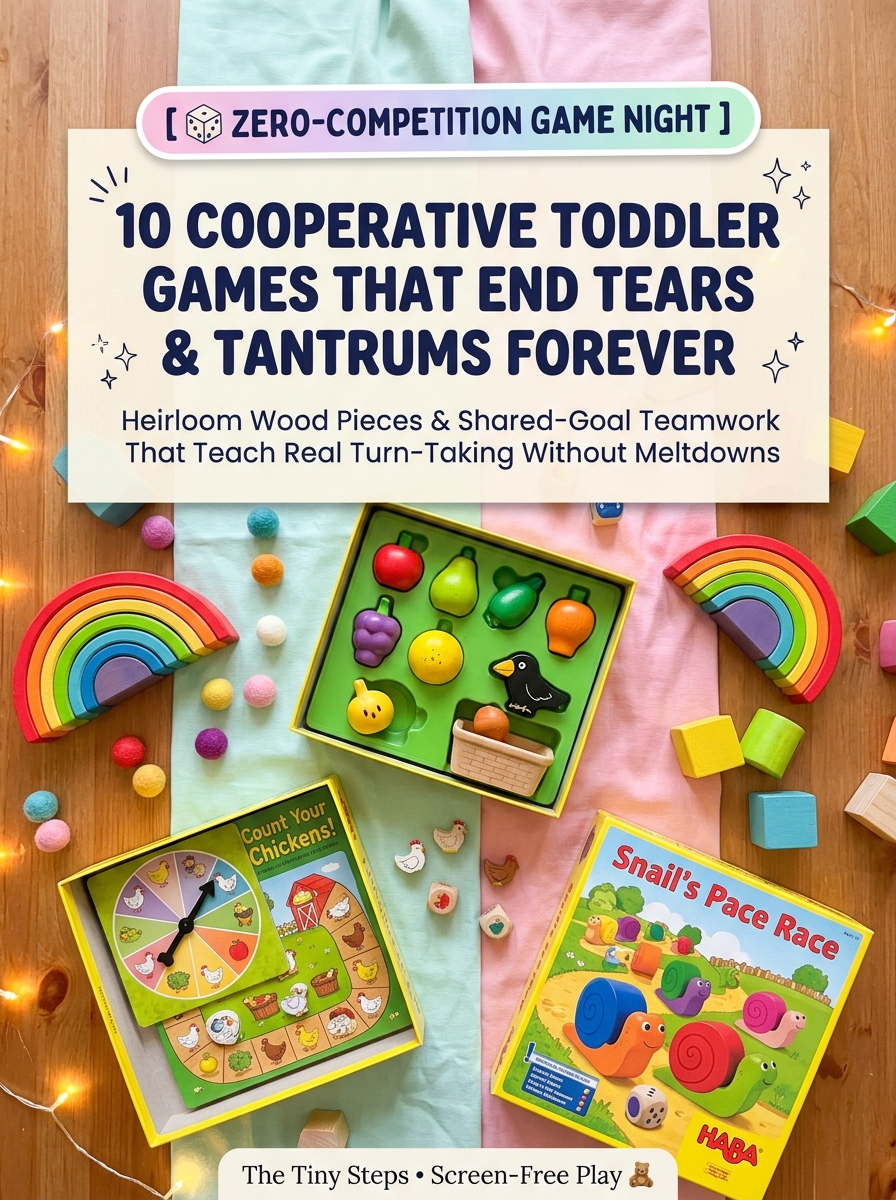 [ 🎲 ZERO-COMPETITION GAME NIGHT ]
10 COOPERATIVE TODDLER
GAMES THAT END TEARS
& TANTRUMS FOREVER
Heirloom Wood Pieces & Shared-Goal Teamwork
That Teach Real Turn-Taking Without Meltdowns
Count Your
Chickens!
Snail's Pace Race
HABA
The Tiny Steps • Screen-Free Play 🧸